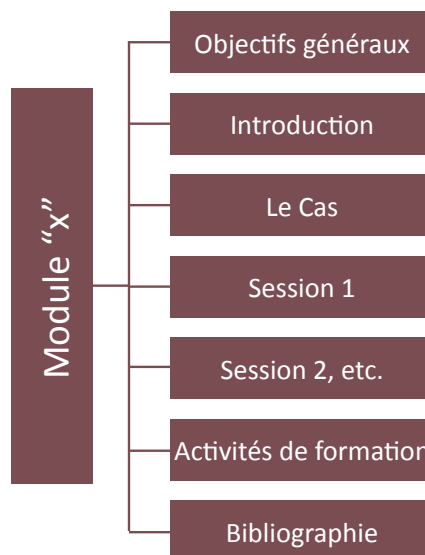 Module “x”
Objectifs généraux
Introduction
Le Cas
Session 1
Session 2, etc.
Activités de formation
Bibliographie